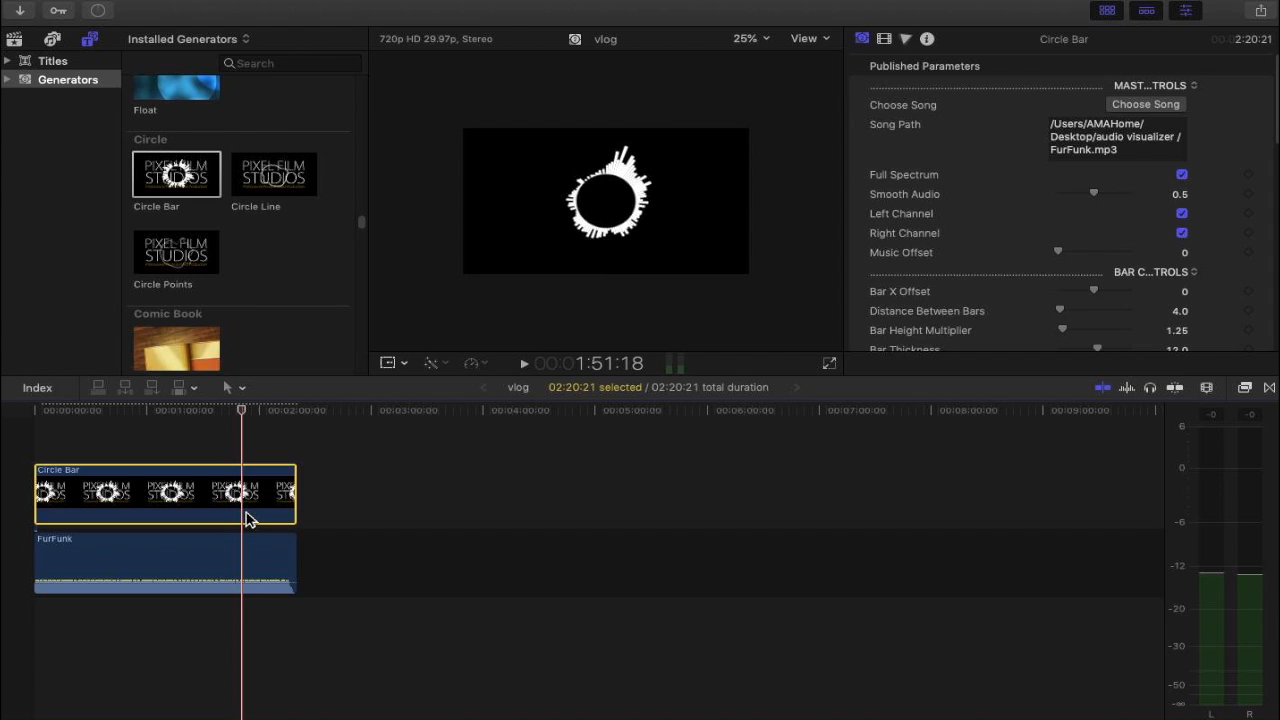 Installed Generators
720p HD 29.97p, Stereo
vlog
25%
View
Circle Bar
2:20:21
Titles
Generators
Search
Float
Circle
PIXEL FILM
STUDIOS
Circle Bar
PIXEL FILM
STUDIOS
Circle Line
PIXEL FILM
STUDIOS
Circle Points
Comic Book
Published Parameters
MAST...TROLS
Choose Song
Choose Song
Song Path
/Users/AMAHome/
Desktop/audio visualizer /
FurFunk.mp3
Full Spectrum
Smooth Audio
0.5
Left Channel
Right Channel
Music Offset
0
BAR C...TROLS
Bar X Offset
0
Distance Between Bars
4.0
Bar Height Multiplier
1.25
Bar Thickness
12.0
00:01:51:18
Index
vlog
02:20:21 selected / 02:20:21 total duration
00:00:00:00
00:01:00:00
00:02:00:00
00:03:00:00
00:04:00:00
00:05:00:00
00:06:00:00
00:07:00:00
00:08:00:00
00:09:00:00
Circle Bar
FurFunk
-0
-0
6
0
-6
-12
-20
-30
-50
-∞
L
R